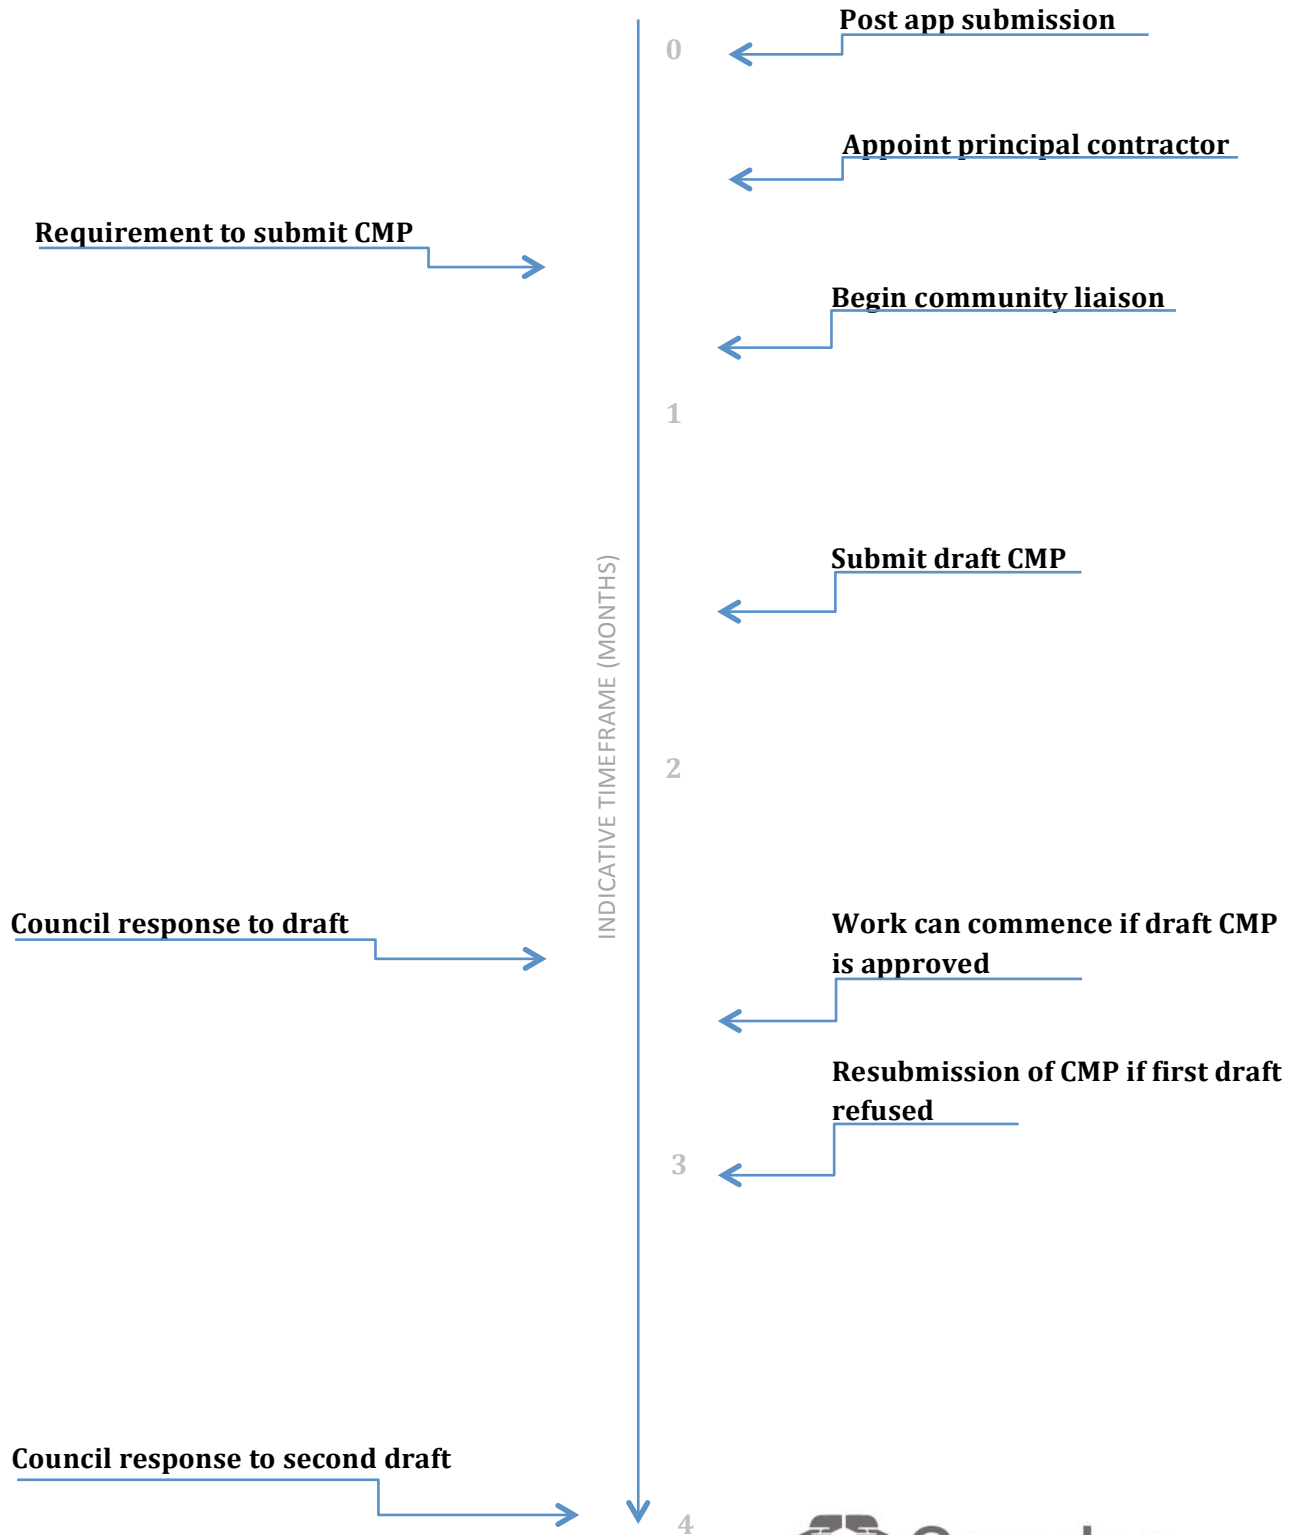 Post app submission
0
Appoint principal contractor
Requirement to submit CMP
Begin community liaison
1
Submit draft CMP
INDICATIVE TIMEFRAME (MONTHS)
2
Council response to draft
Work can commence if draft CMP
is approved
Resubmission of CMP if first draft
refused
3
Council response to second draft
4